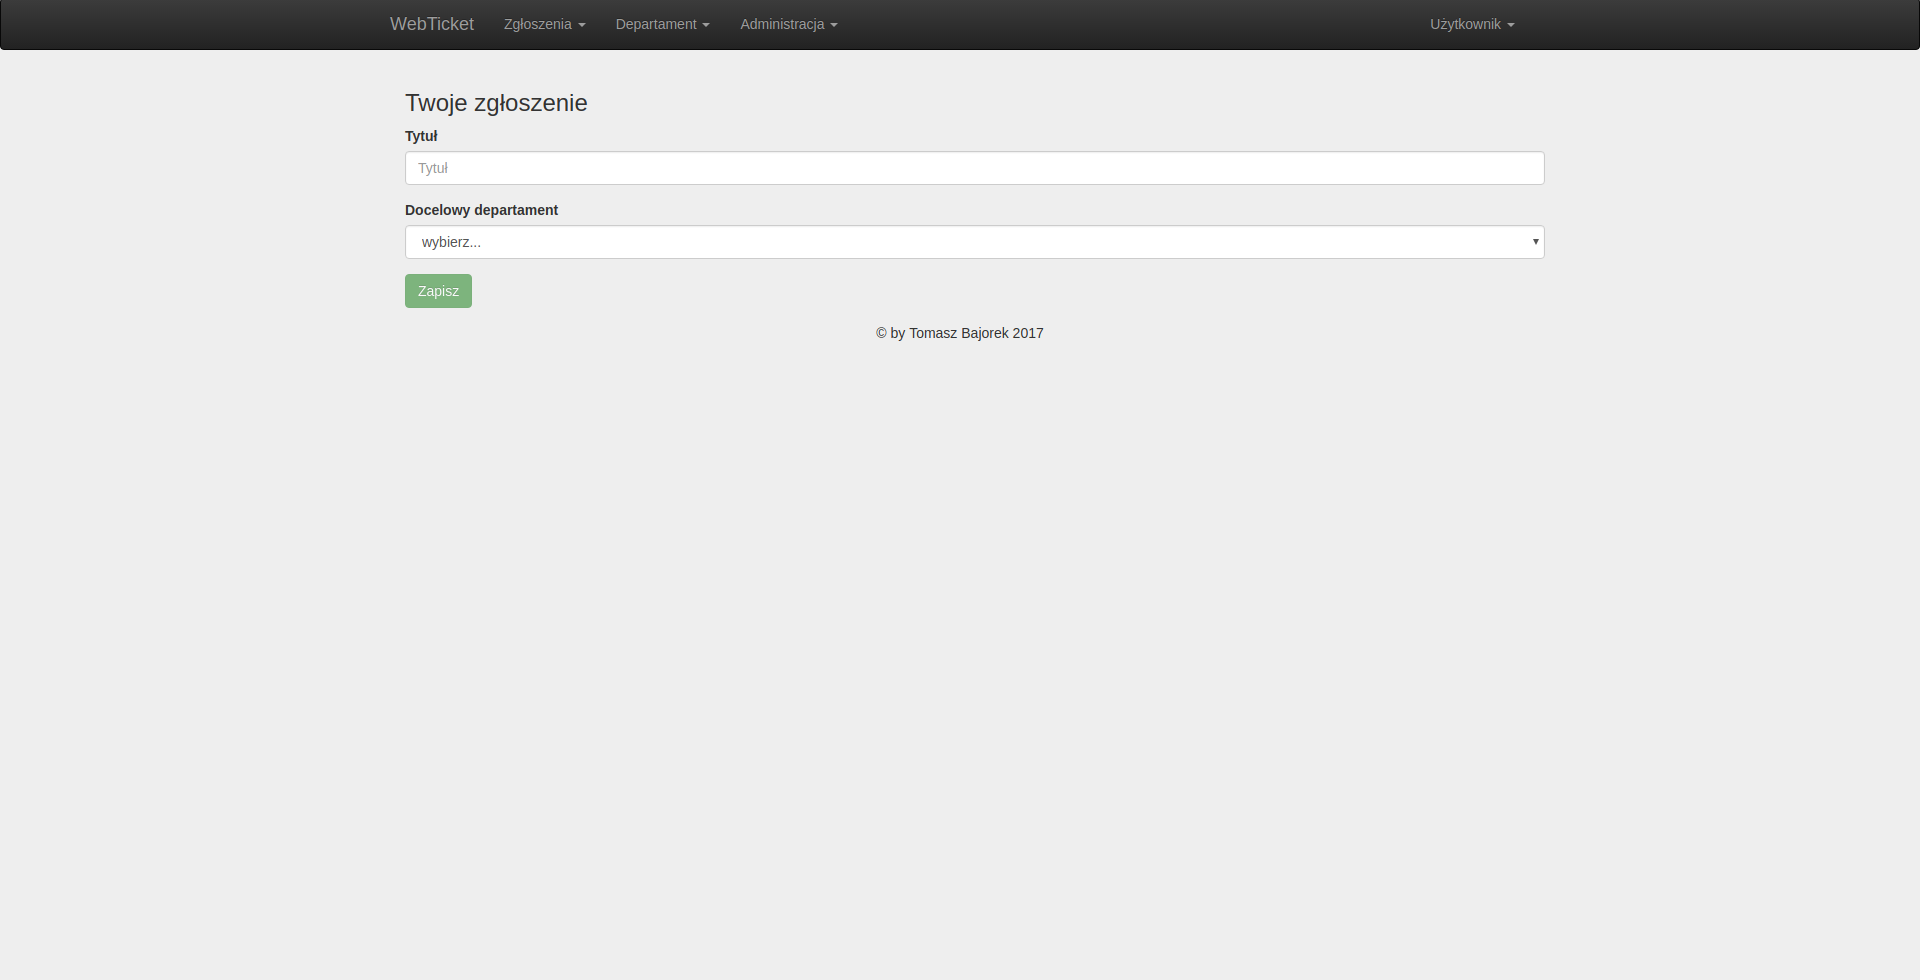 WebTicket Zgłoszenia Departament Administracja Użytkownik
Twoje zgłoszenie
Tytuł
Tytuł
Docelowy departament
wybierz...
Zapisz
© by Tomasz Bajorek 2017